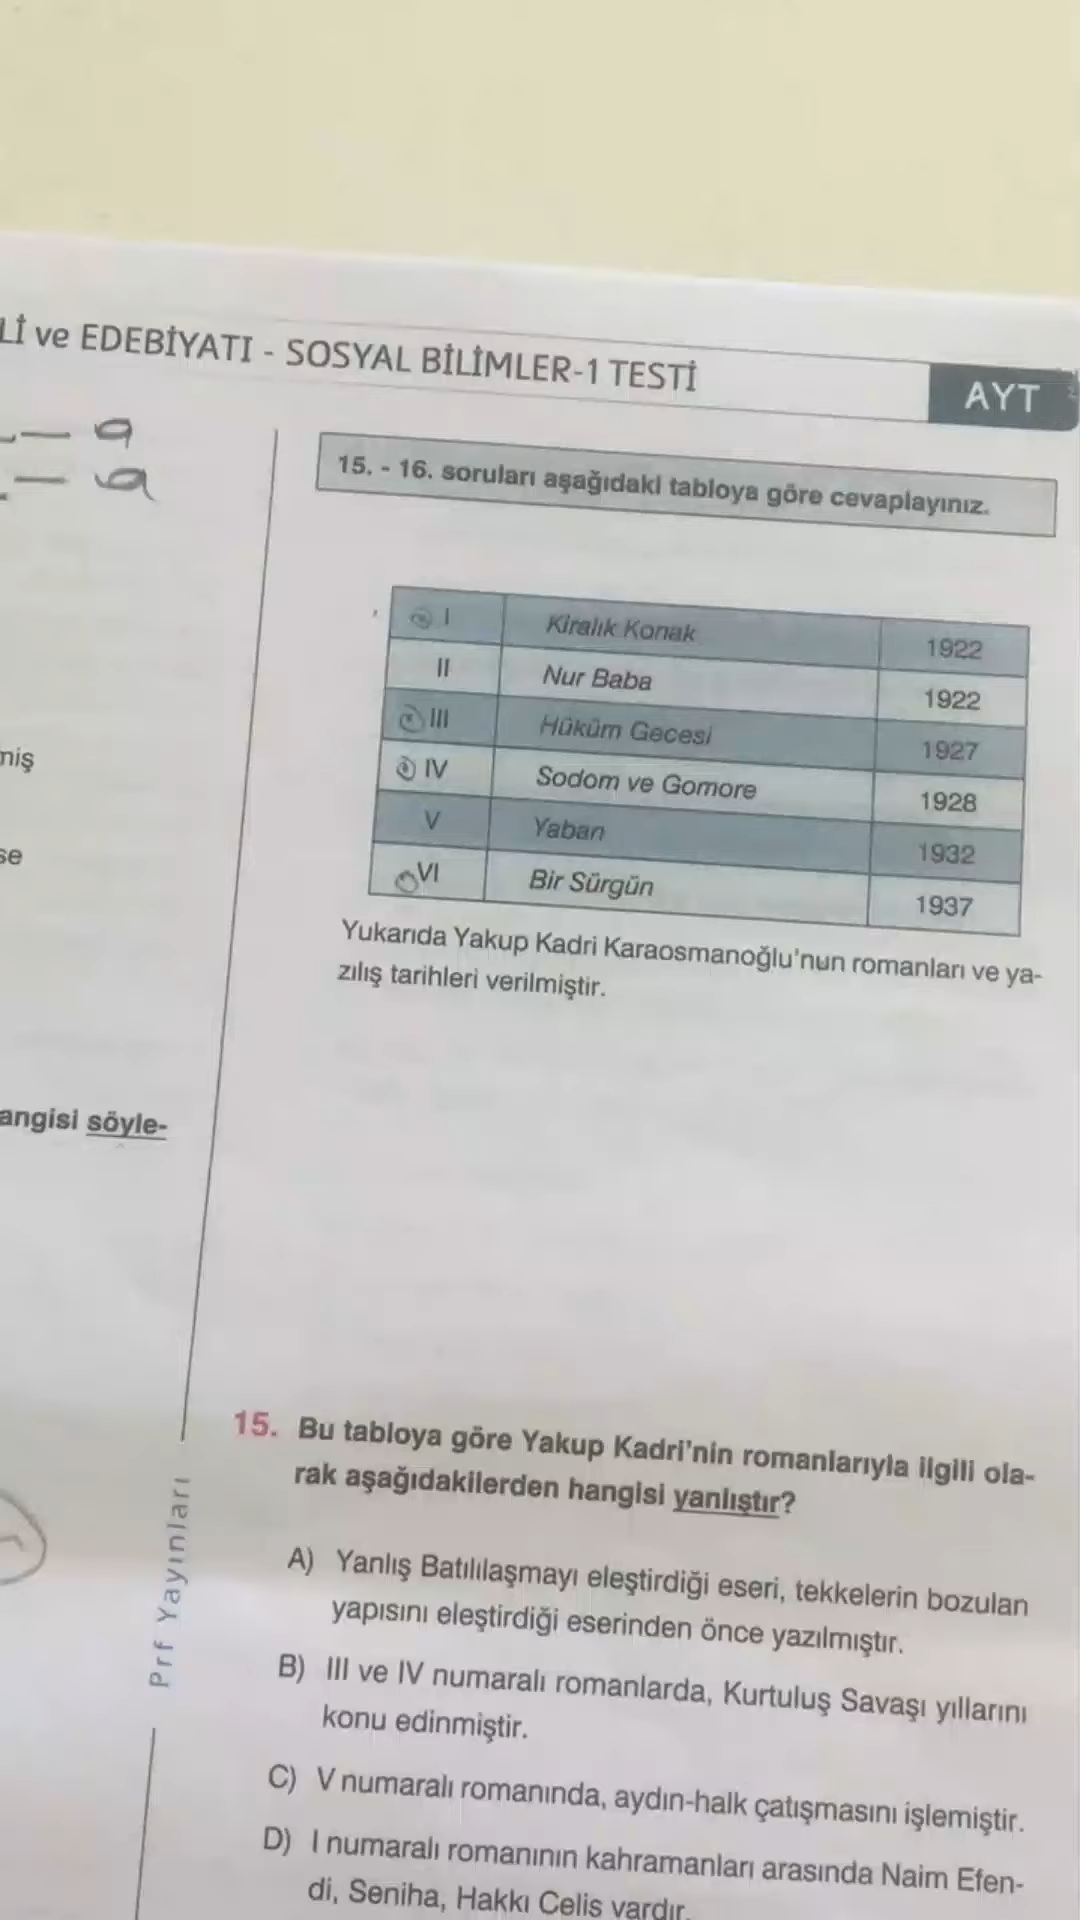 Lİ ve EDEBİYATI - SOSYAL BİLİMLER-1 TESTİ
AYT
a
a
miş
se
angisi söyle-
Prf Yayınları
15. - 16. soruları aşağıdaki tabloya göre cevaplayınız.
I Kiralık Konak 1922
II Nur Baba 1922
III Hüküm Gecesi 1927
IV Sodom ve Gomore 1928
V Yaban 1932
VI Bir Sürgün 1937
Yukarıda Yakup Kadri Karaosmanoğlu'nun romanları ve ya-
zılış tarihleri verilmiştir.
15. Bu tabloya göre Yakup Kadri'nin romanlarıyla ilgili ola-
rak aşağıdakilerden hangisi yanlıştır?
A) Yanlış Batılılaşmayı eleştirdiği eseri, tekkelerin bozulan
yapısını eleştirdiği eserinden önce yazılmıştır.
B) III ve IV numaralı romanlarda, Kurtuluş Savaşı yıllarını
konu edinmiştir.
C) V numaralı romanında, aydın-halk çatışmasını işlemiştir.
D) I numaralı romanının kahramanları arasında Naim Efen-
di, Seniha, Hakkı Celis vardır.